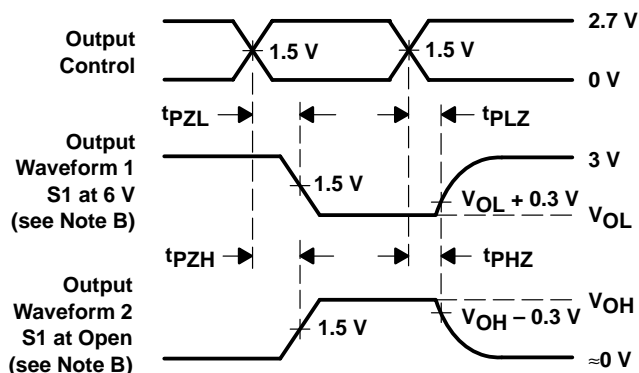 Output
Control
1.5 V
1.5 V
2.7 V
0 V
tPZL
tPLZ
Output
Waveform 1
S1 at 6 V
(see Note B)
1.5 V
3 V
VOL + 0.3 V
VOL
tPZH
tPHZ
Output
Waveform 2
S1 at Open
(see Note B)
1.5 V
VOH
VOH – 0.3 V
≈0 V